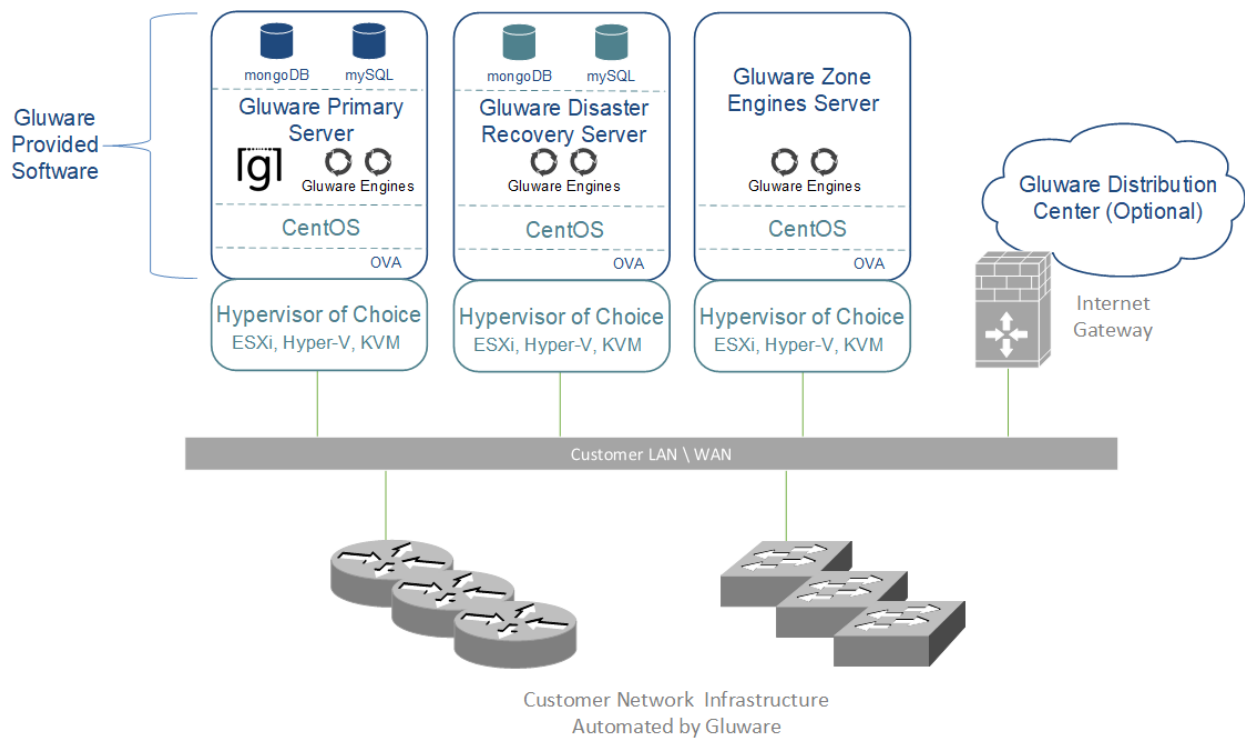 Gluware
Provided
Software
mongoDB
mySQL
Gluware Primary
Server
[g]
Gluware Engines
CentOS
OVA
Hypervisor of Choice
ESXi, Hyper-V, KVM
mongoDB
mySQL
Gluware Disaster
Recovery Server
Gluware Engines
CentOS
OVA
Hypervisor of Choice
ESXi, Hyper-V, KVM
Gluware Zone
Engines Server
Gluware Engines
CentOS
OVA
Hypervisor of Choice
ESXi, Hyper-V, KVM
Gluware Distribution
Center (Optional)
Internet
Gateway
Customer LAN \ WAN
Customer Network Infrastructure
Automated by Gluware